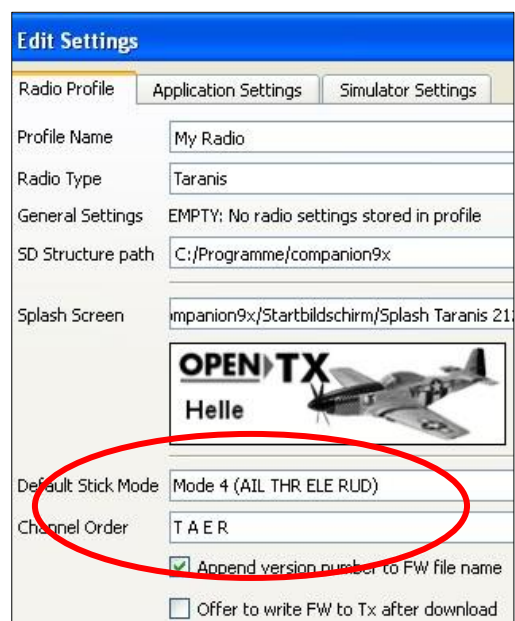 Edit Settings
Radio Profile Application Settings Simulator Settings
Profile Name My Radio
Radio Type Taranis
General Settings EMPTY: No radio settings stored in profile
SD Structure path C:/Programme/companion9x
Splash Screen mpanion9x/Startbildschirm/Splash Taranis 21
OPEN TX
Helle
Default Stick Mode Mode 4 (AIL THR ELE RUD)
Channel Order T A E R
Append version number to FW file name
Offer to write FW to Tx after download